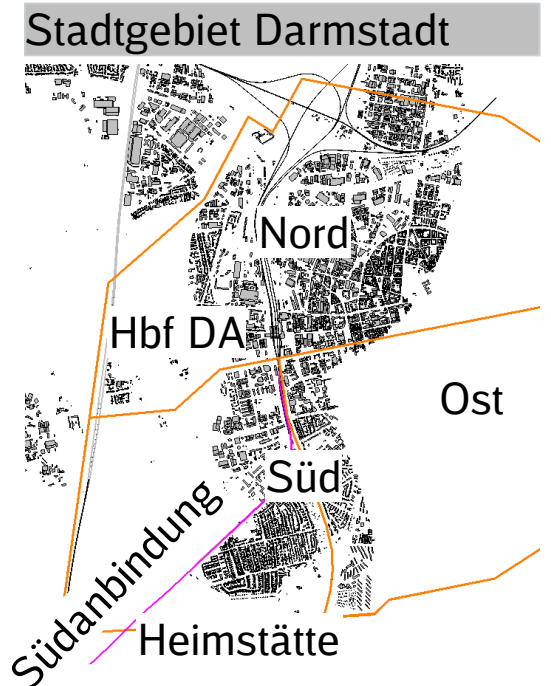 Stadtgebiet Darmstadt
Nord
Hbf DA
Ost
Süd
Südanbindung
Heimstätte